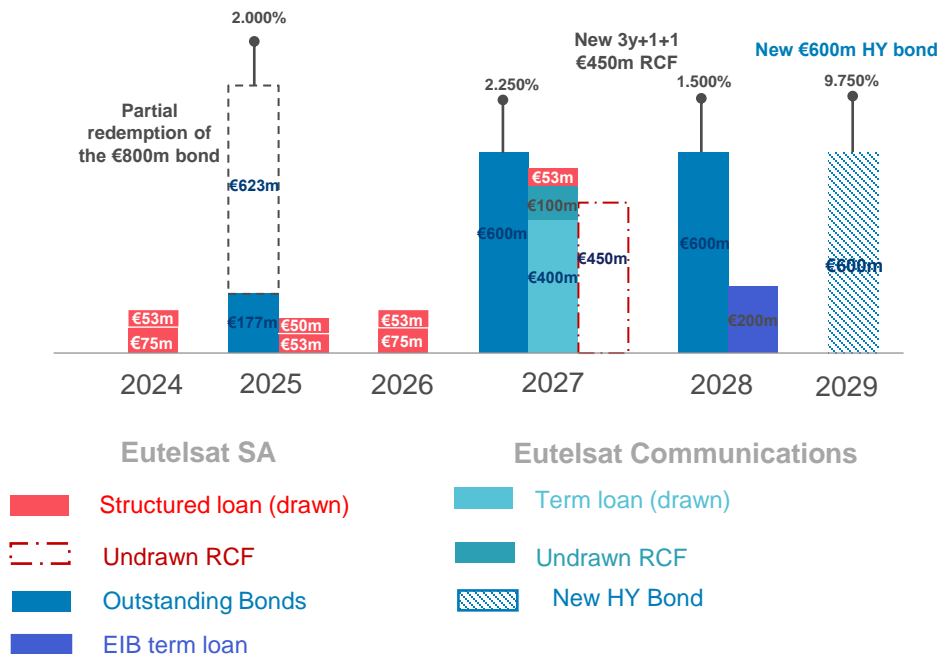 2.000%
Partial
redemption of
the €800m bond
New 3y+1+1
€450m RCF
New €600m HY bond
2.250%
1.500%
9.750%
€623m
€177m
€53m
€75m
€50m
€53m
€53m
€75m
€600m
€53m
€100m
€400m
€450m
€600m
€200m
€600m
2024
2025
2026
2027
2028
2029
Eutelsat SA
Structured loan (drawn)
Undrawn RCF
Outstanding Bonds
EIB term loan
Eutelsat Communications
Term loan (drawn)
Undrawn RCF
New HY Bond